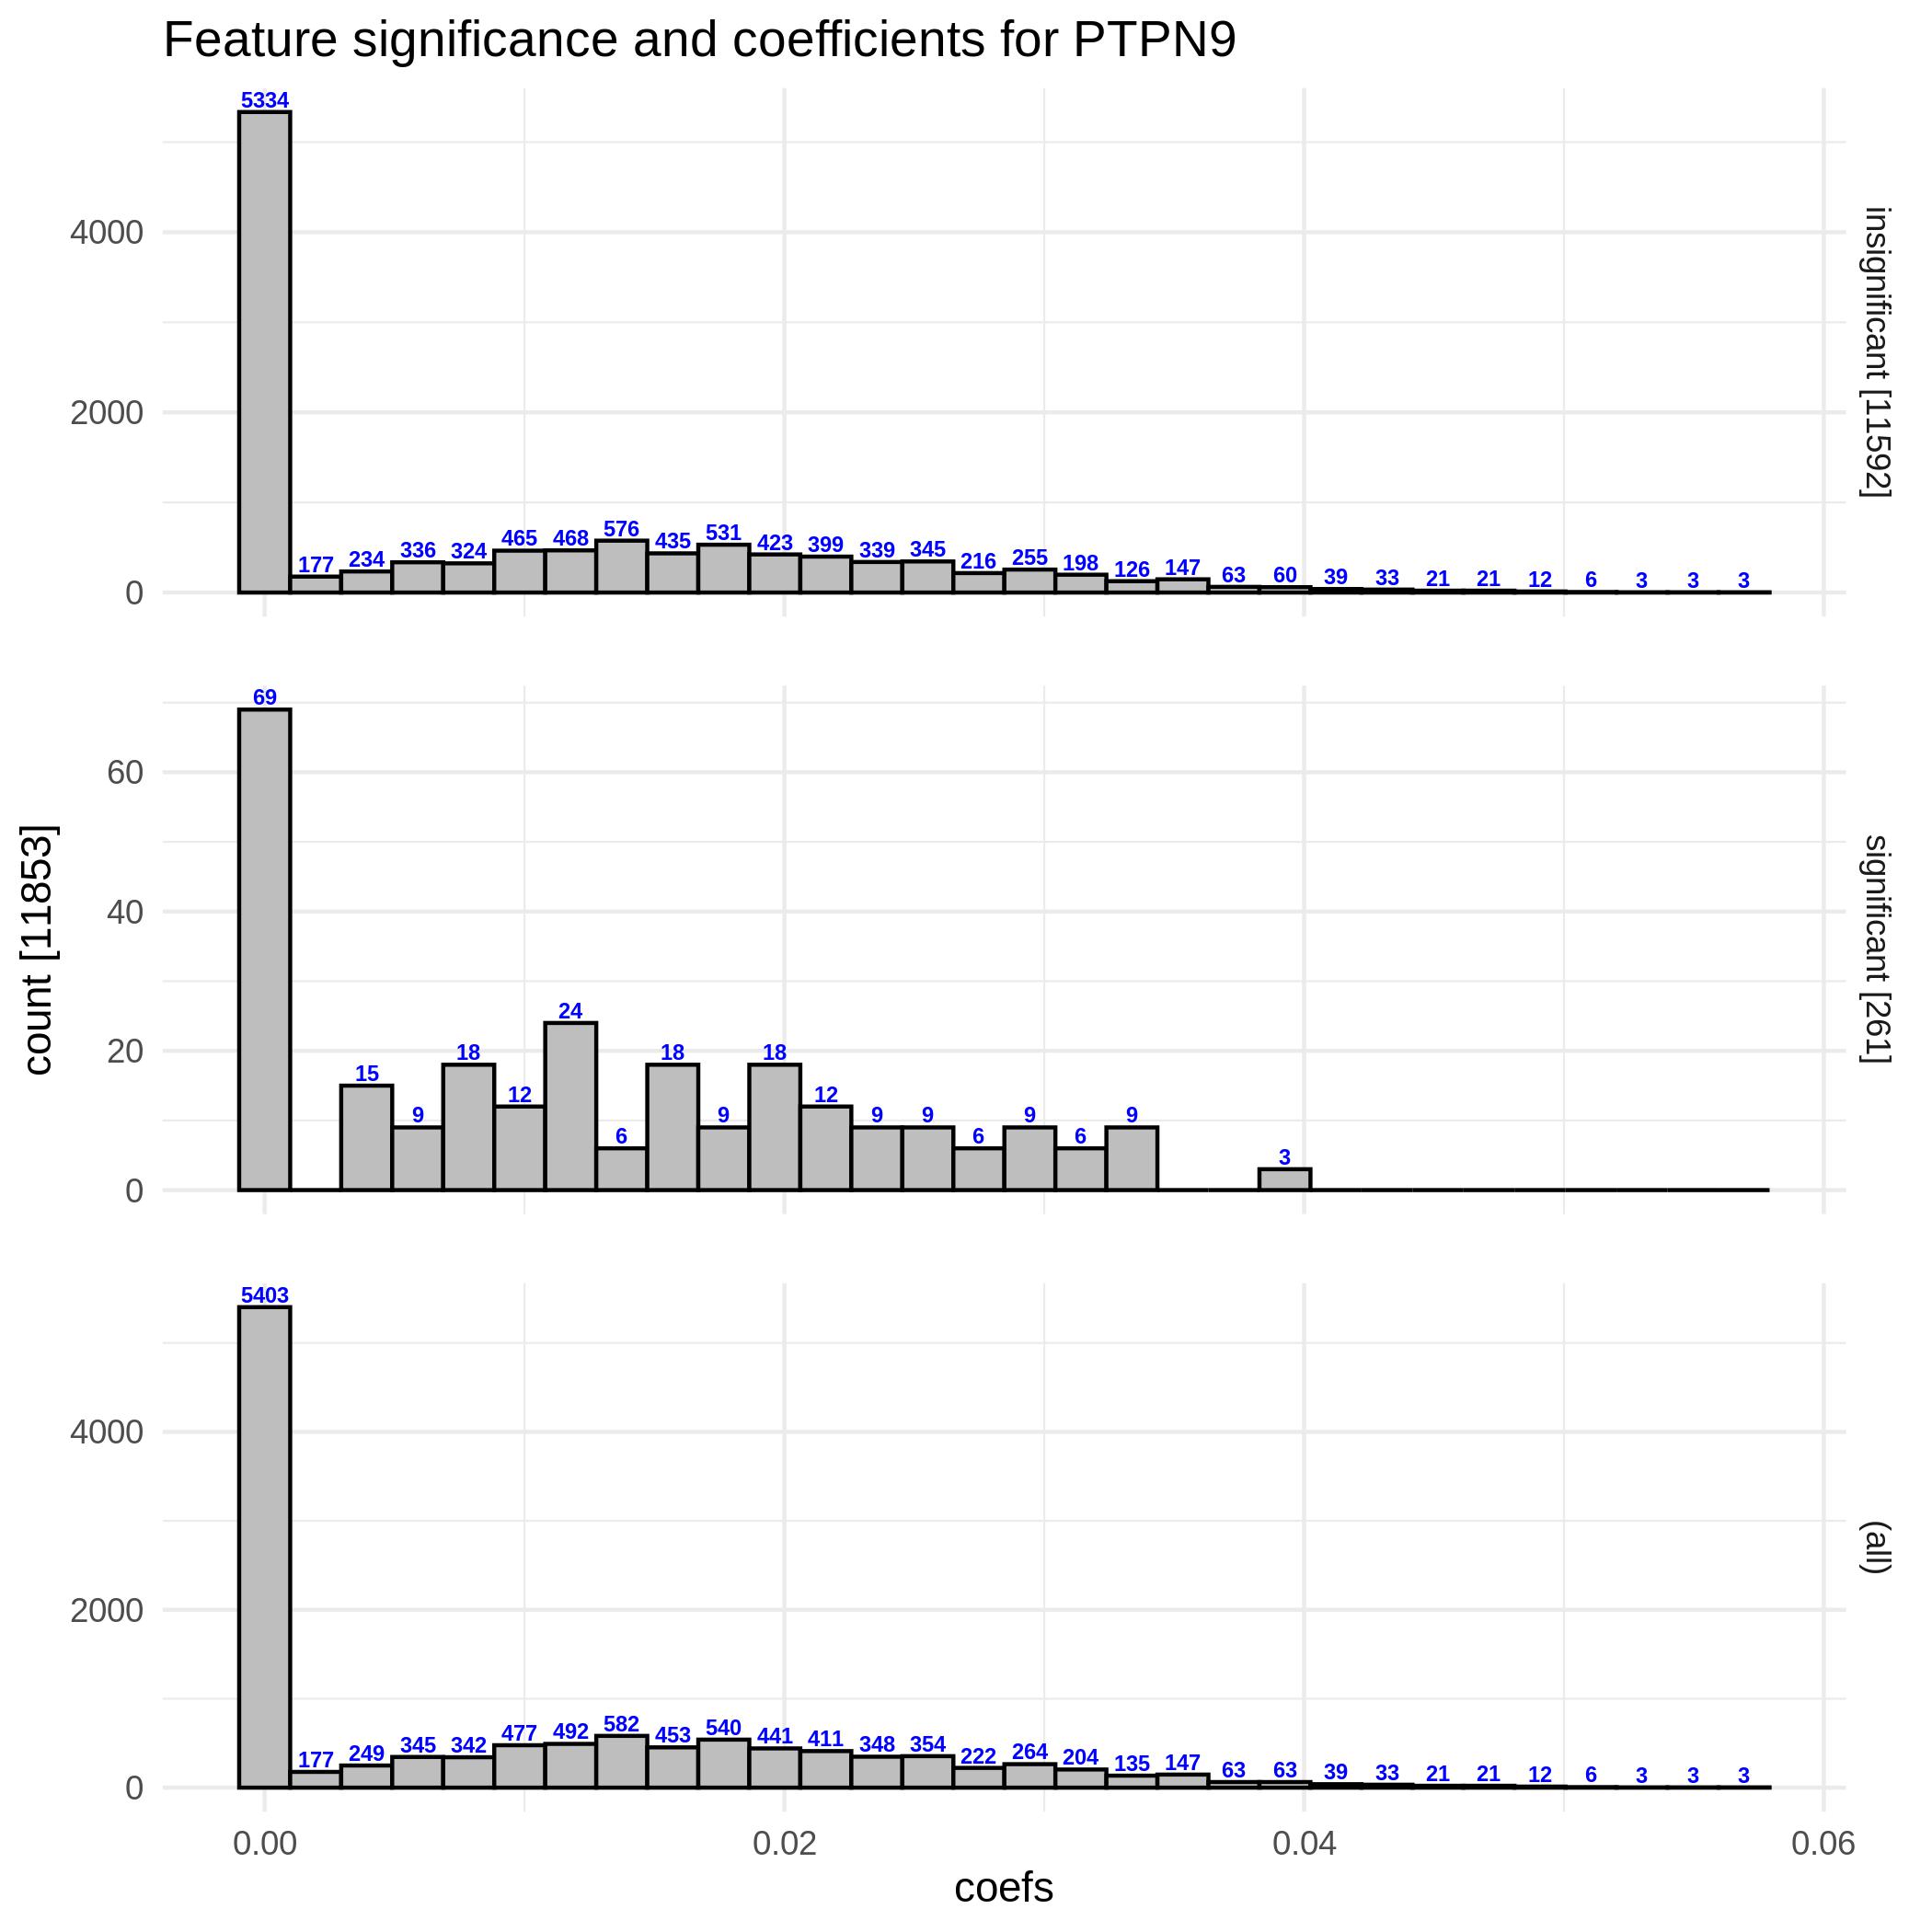 Feature significance and coefficients for PTPN9
5334
177 234 336 324 465 468 576 435 531 423 399 339 345 216 255 198 126 147 63 60 39 33 21 21 12 6 3 3 3
4000
2000
0
insignificant [11592]
69
15 9 18 12 24 6 18 9 18 12 9 9 6 9 6 9 3
60
40
20
0
significant [261]
count [11853]
5403
177 249 345 342 477 492 582 453 540 441 411 348 354 222 264 204 135 147 63 63 39 33 21 21 12 6 3 3 3
4000
2000
0
(all)
0.00 0.02 0.04 0.06
coefs